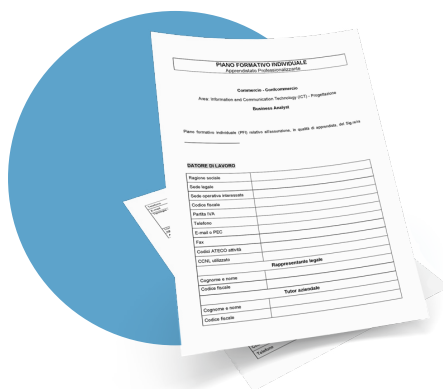 PIANO FORMATIVO INDIVIDUALE
Apprendistato Professionalizzante
Commercio - Confcommercio
Area: Information and Communication Technology (ICT) - Progettazione
Business Analyst
Piano formativo individuale (PFI) relativo all'assunzione, in qualità di apprendista, del Sig./a
DATORE DI LAVORO
Ragione sociale
Sede legale
Sede operativa interessata
Codice fiscale
Partita IVA
Telefono
E-mail o PEC
Fax
Codici ATECO attività
CCNL utilizzato
Rappresentante legale
Cognome e nome
Codice fiscale
Tutor aziendale
Cognome e nome
Codice fiscale
Telefono